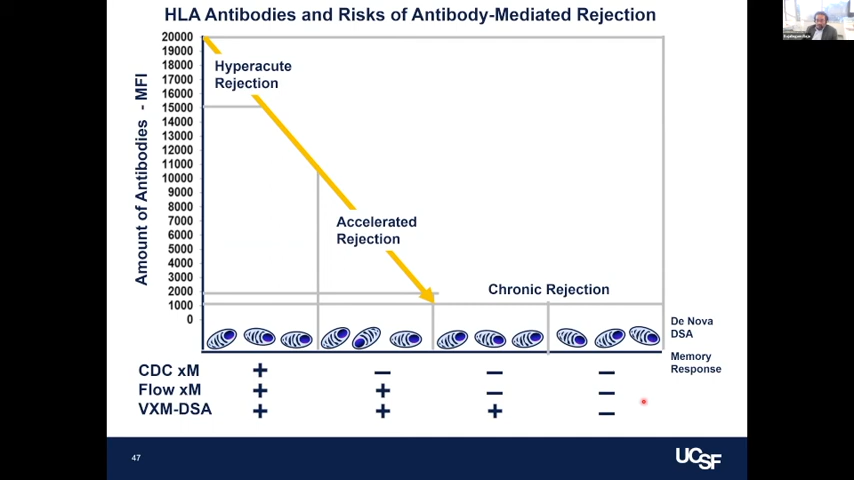 HLA Antibodies and Risks of Antibody-Mediated Rejection
Amount of Antibodies - MFI
20000
19000
18000
17000
16000
15000
14000
13000
12000
11000
10000
9000
8000
7000
6000
5000
4000
3000
2000
1000
0
Hyperacute
Rejection
Accelerated
Rejection
Chronic Rejection
De Nova
DSA
Memory
Response
CDC xM + – – –
Flow xM + + – –
VXM-DSA + + + –
47
UCSF